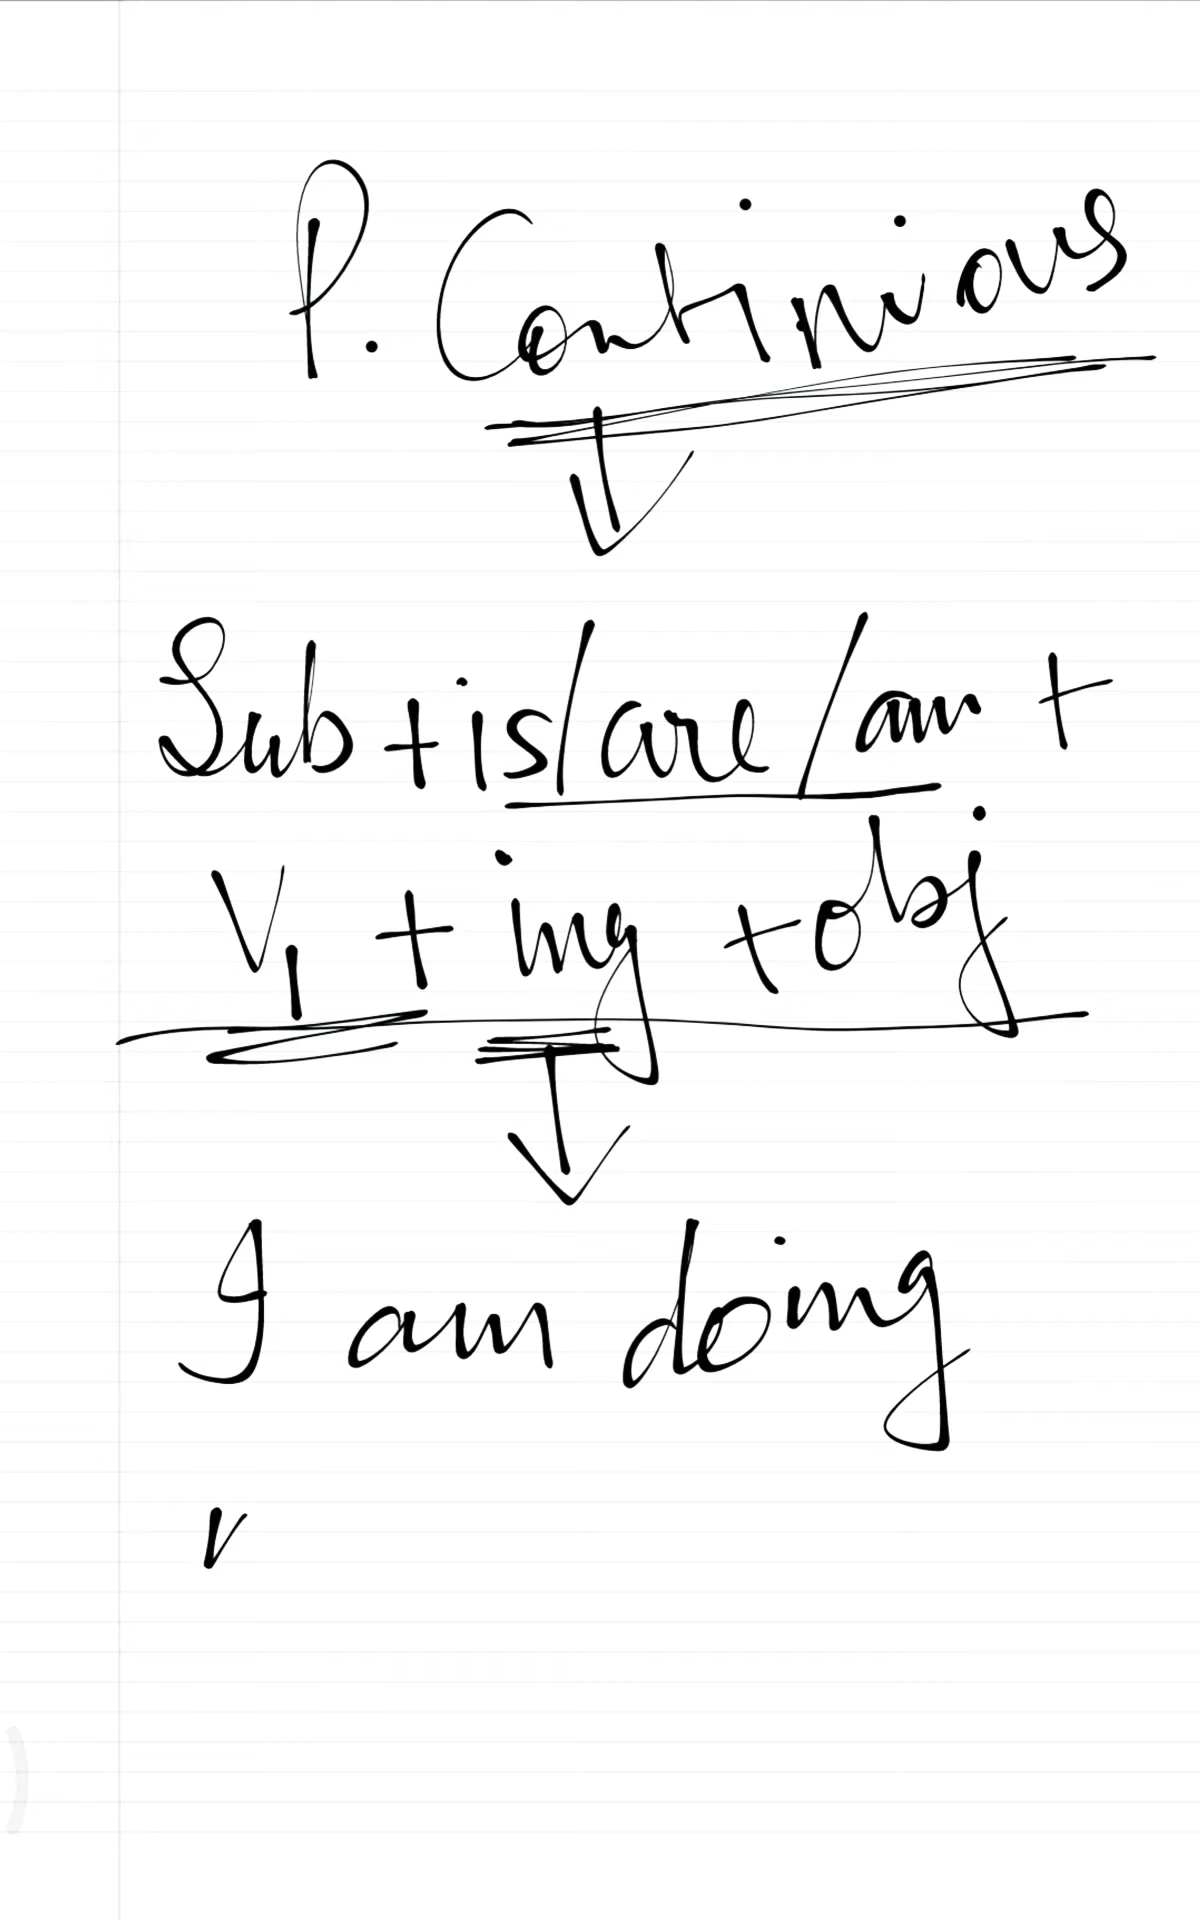 P. Continious
Sub + is/are/am +
V1 + ing + obj
I am doing